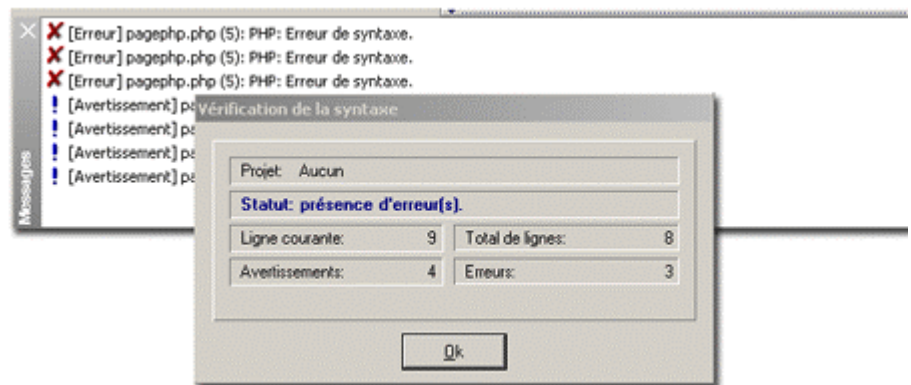 [Erreur] pagephp.php (5): PHP: Erreur de syntaxe.
[Erreur] pagephp.php (5): PHP: Erreur de syntaxe.
[Erreur] pagephp.php (5): PHP: Erreur de syntaxe.
[Avertissement] pa
[Avertissement] pa
[Avertissement] pa
[Avertissement] pa
Messages
Vérification de la syntaxe
Projet: Aucun
Statut: présence d'erreur(s).
Ligne courante: 9 Total de lignes: 8
Avertissements: 4 Erreurs: 3
Ok